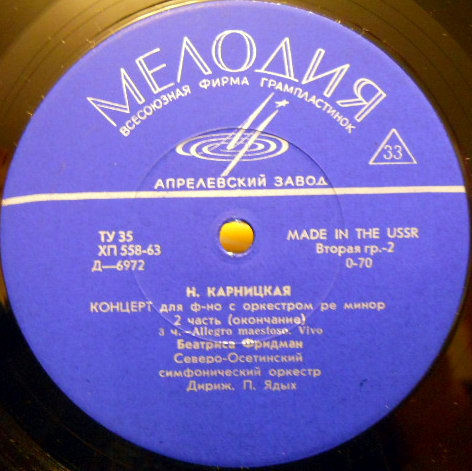 МЕЛОДИЯ
ВСЕСОЮЗНАЯ ФИРМА ГРАМПЛАСТИНОК
33
АПРЕЛЕВСКИЙ ЗАВОД
ТУ 35
ХП 558-63
Д—6972
MADE IN THE USSR
Вторая гр.-2
0-70
Н. КАРНИЦКАЯ
КОНЦЕРТ для ф-но с оркестром ре минор
2 часть (окончание)
3 ч. -Allegro maestoso. Vivo
Беатриса Фридман
Северо-Осетинский
симфонический оркестр
Дириж. П. Ядых